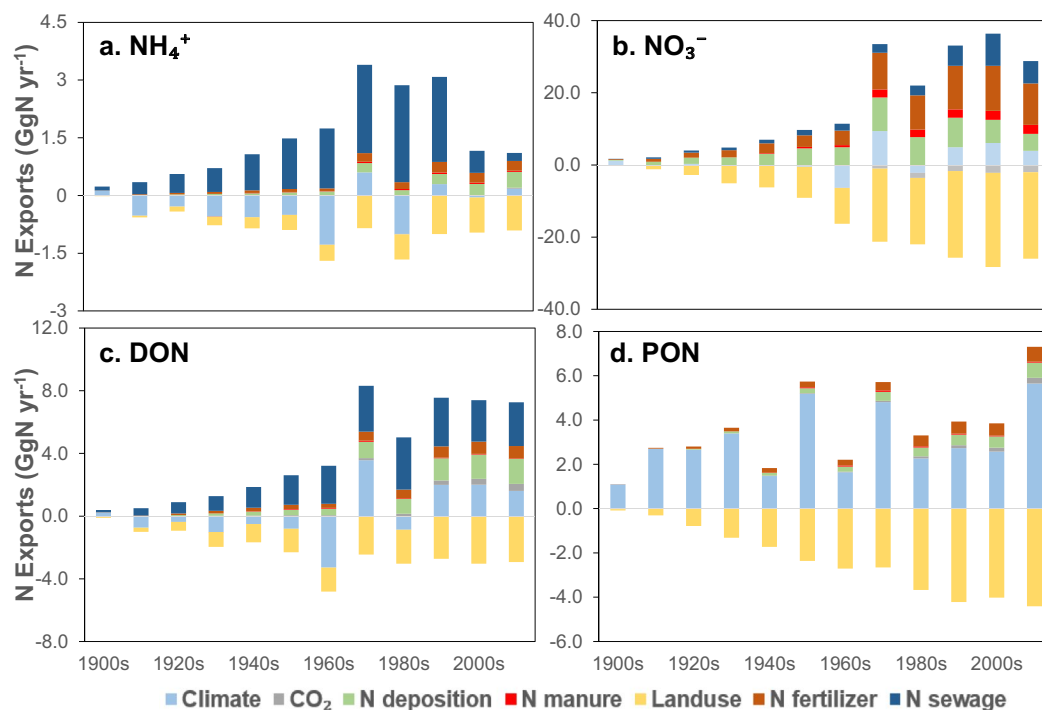 a. NH₄⁺
b. NO₃⁻
N Exports (GgN yr⁻¹)
4.5
3
1.5
0
-1.5
-3
40.0
20.0
0.0
-20.0
-40.0
c. DON
d. PON
N Exports (GgN yr⁻¹)
12.0
8.0
4.0
0.0
-4.0
-8.0
8.0
6.0
4.0
2.0
0.0
-2.0
-4.0
-6.0
1900s 1920s 1940s 1960s 1980s 2000s
1900s 1920s 1940s 1960s 1980s 2000s
Climate CO₂ N deposition N manure Landuse N fertilizer N sewage